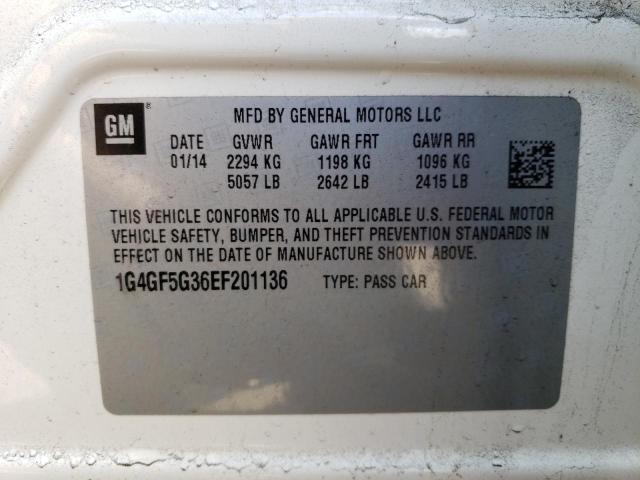 GM ®
MFD BY GENERAL MOTORS LLC
DATE GVWR GAWR FRT GAWR RR
01/14 2294 KG 1198 KG 1096 KG
5057 LB 2642 LB 2415 LB
THIS VEHICLE CONFORMS TO ALL APPLICABLE U.S. FEDERAL MOTOR
VEHICLE SAFETY, BUMPER, AND THEFT PREVENTION STANDARDS IN
EFFECT ON THE DATE OF MANUFACTURE SHOWN ABOVE.
1G4GF5G36EF201136 TYPE: PASS CAR